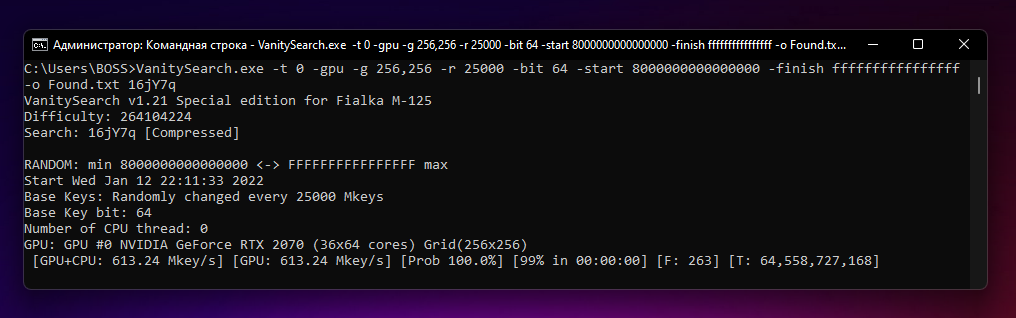 Администратор: Командная строка - VanitySearch.exe -t 0 -gpu -g 256,256 -r 25000 -bit 64 -start 8000000000000000 -finish ffffffffffffffff -o Found.tx...
C:\Users\BOSS>VanitySearch.exe -t 0 -gpu -g 256,256 -r 25000 -bit 64 -start 8000000000000000 -finish ffffffffffffffff
-o Found.txt 16jY7q
VanitySearch v1.21 Special edition for Fialka M-125
Difficulty: 264104224
Search: 16jY7q [Compressed]
RANDOM: min 8000000000000000 <-> FFFFFFFFFFFFFFFF max
Start Wed Jan 12 22:11:33 2022
Base Keys: Randomly changed every 25000 Mkeys
Base Key bit: 64
Number of CPU thread: 0
GPU: GPU #0 NVIDIA GeForce RTX 2070 (36x64 cores) Grid(256x256)
[GPU+CPU: 613.24 Mkey/s] [GPU: 613.24 Mkey/s] [Prob 100.0%] [99% in 00:00:00] [F: 263] [T: 64,558,727,168]